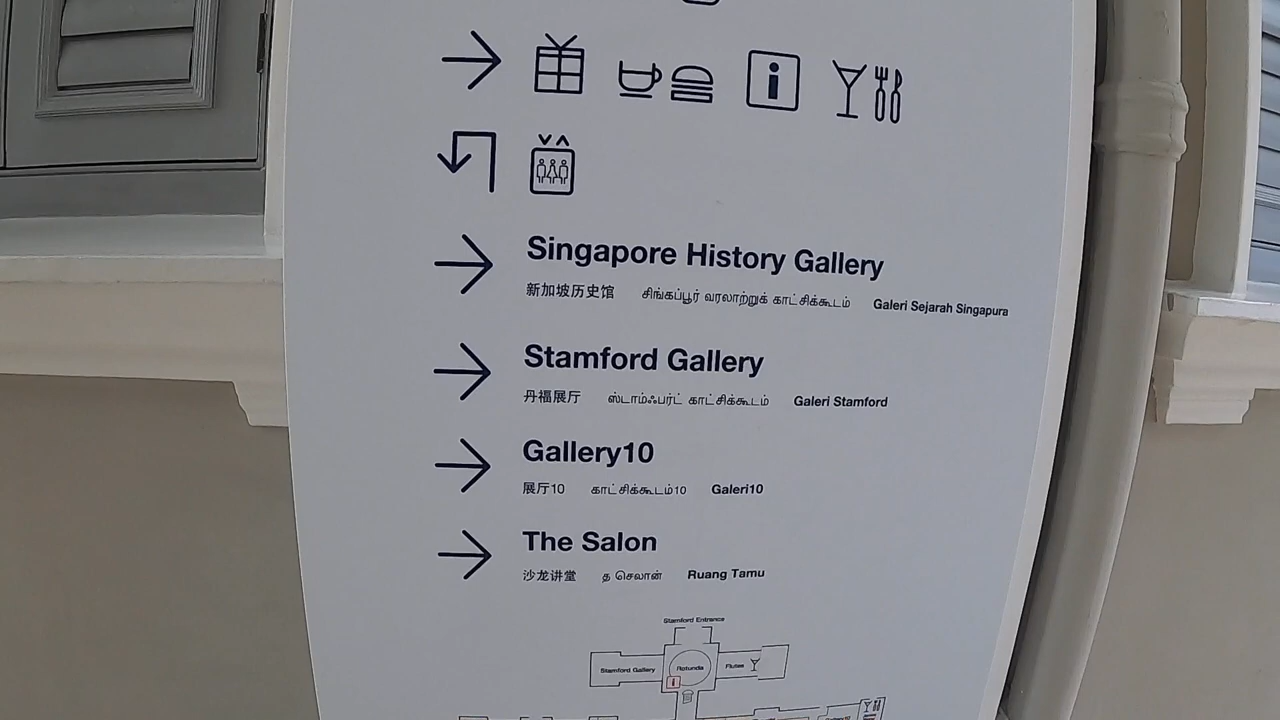 Singapore History Gallery
新加坡历史馆 சிங்கப்பூர் வரலாற்றுக் காட்சிக்கூடம் Galeri Sejarah Singapura
Stamford Gallery
丹福展厅 ஸ்டாம்ஃபர்ட் காட்சிக்கூடம் Galeri Stamford
Gallery10
展厅10 காட்சிக்கூடம்10 Galeri10
The Salon
沙龙讲堂 த செலான் Ruang Tamu
Stamford Entrance
Stamford Gallery Rotunda Flutes